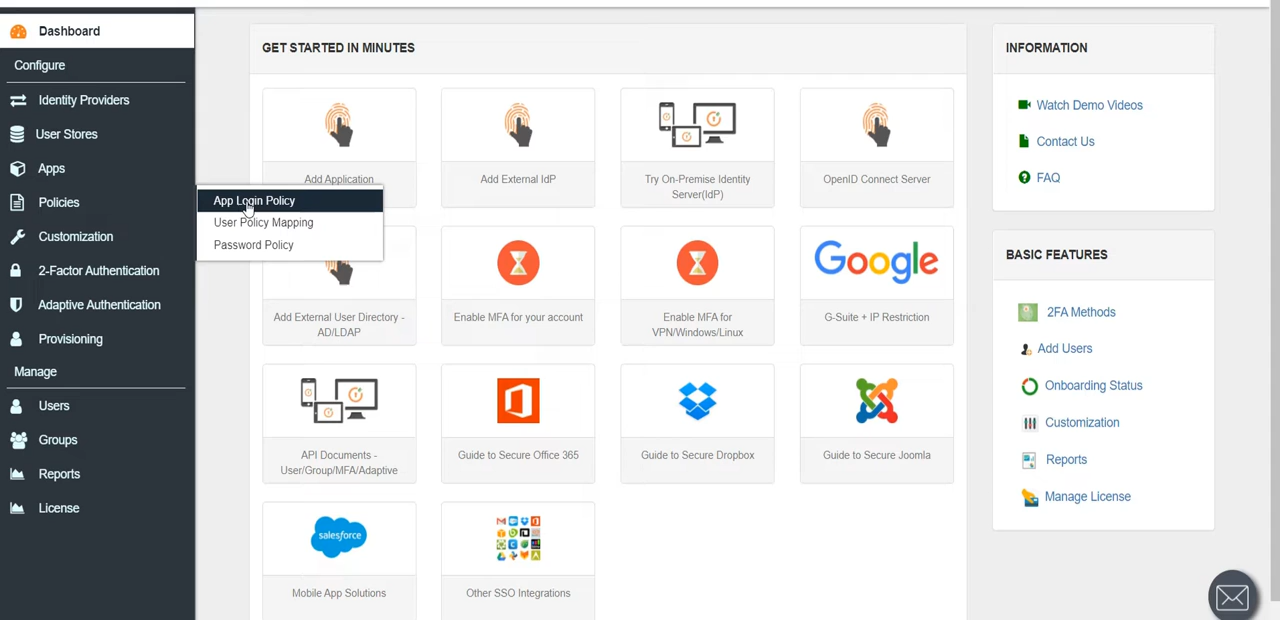 Dashboard
Configure
Identity Providers
User Stores
Apps
Policies
Customization
2-Factor Authentication
Adaptive Authentication
Provisioning
Manage
Users
Groups
Reports
License
App Login Policy
User Policy Mapping
Password Policy
GET STARTED IN MINUTES
Add Application
Add External IdP
Try On-Premise Identity
Server(IdP)
OpenID Connect Server
Add External User Directory -
AD/LDAP
Enable MFA for your account
Enable MFA for
VPN/Windows/Linux
Google
G-Suite + IP Restriction
API Documents -
User/Group/MFA/Adaptive
Guide to Secure Office 365
Guide to Secure Dropbox
Guide to Secure Joomla
salesforce
Mobile App Solutions
Other SSO Integrations
INFORMATION
Watch Demo Videos
Contact Us
FAQ
BASIC FEATURES
2FA Methods
Add Users
Onboarding Status
Customization
Reports
Manage License